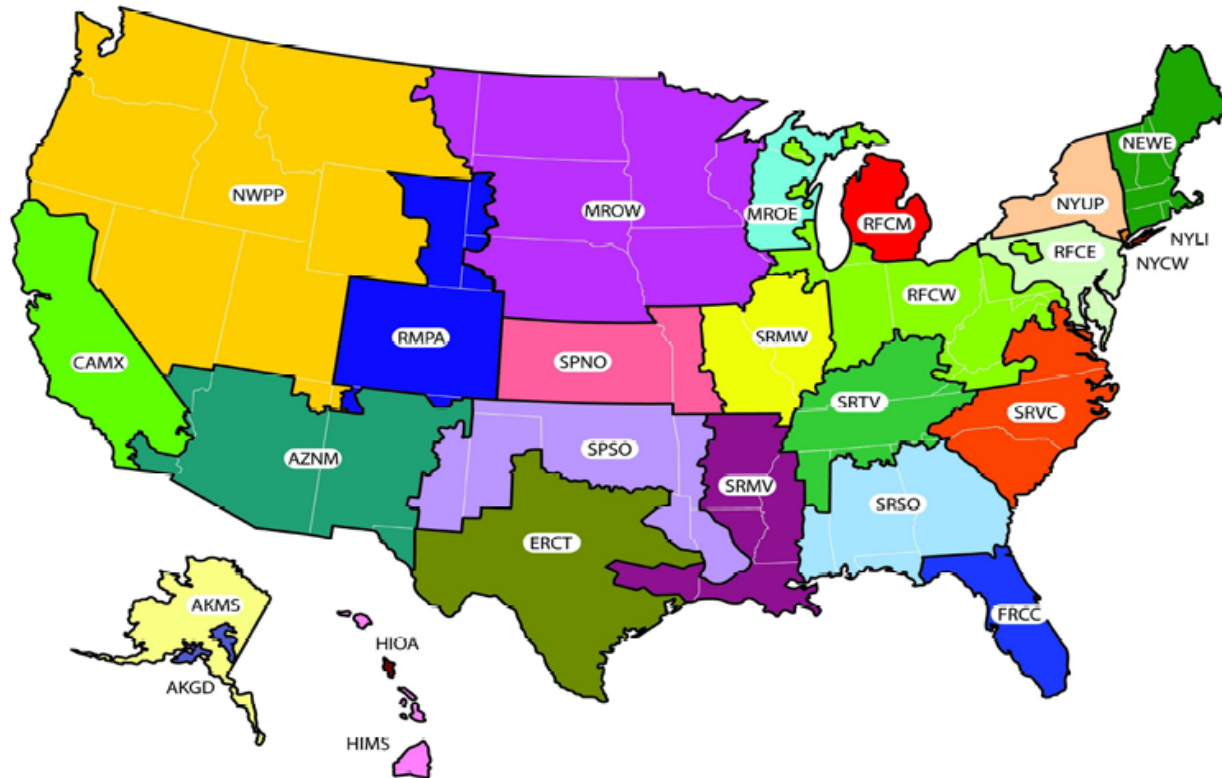 NEWE
NWPP
MROW
MROE
RFCM
NYUP
NYLI
RFCE
NYCW
RFCW
RMPA
SRMW
CAMX
SPNO
SRTV
SRVC
SPSO
AZNM
SRMV
SRSO
ERCT
AKMS
FRCC
HIOA
AKGD
HIMS